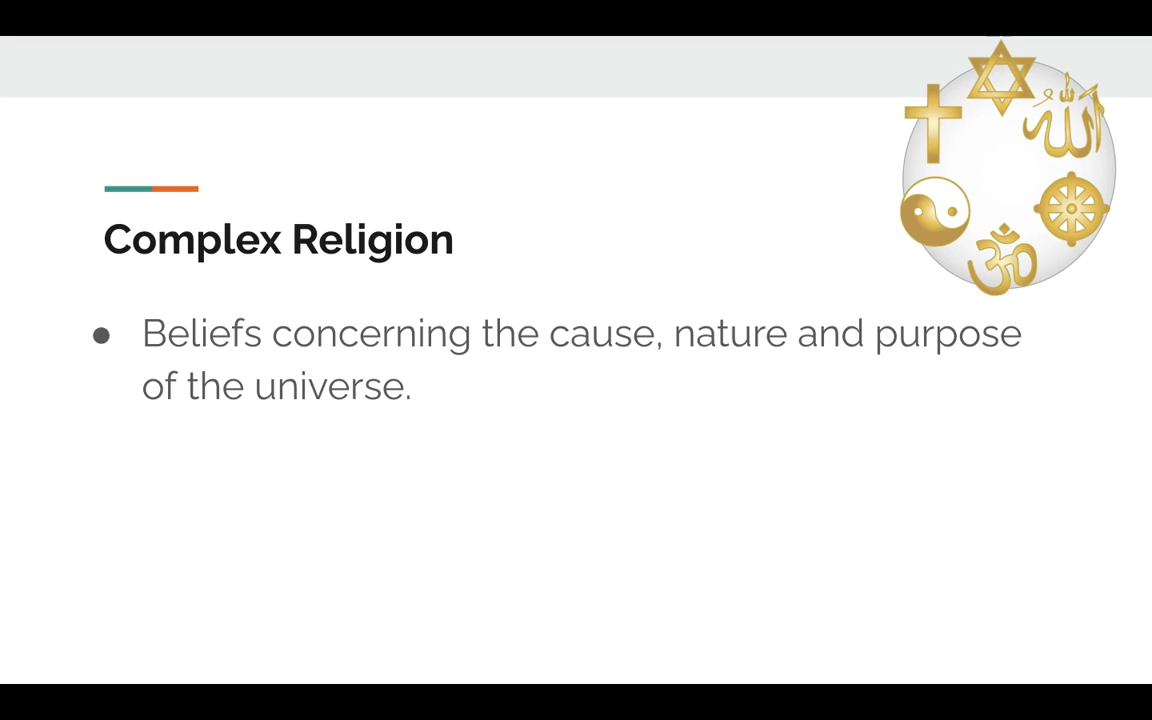 الله
ॐ
Complex Religion
● Beliefs concerning the cause, nature and purpose
of the universe.